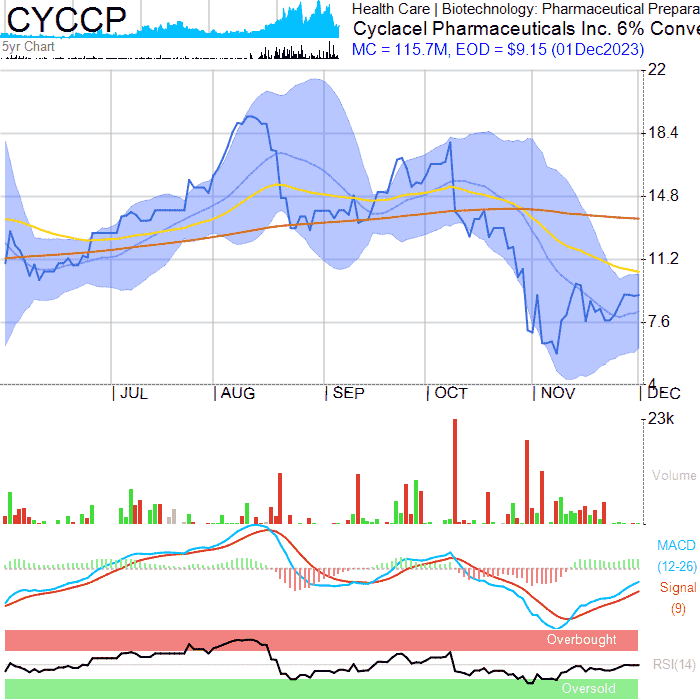 CYCCP
5yr Chart
Health Care | Biotechnology: Pharmaceutical Prepara
Cyclacel Pharmaceuticals Inc. 6% Conve
MC = 115.7M, EOD = $9.15 (01Dec2023)
22
18.4
14.8
11.2
7.6
4
JUL
AUG
SEP
OCT
NOV
DEC
23k
Volume
MACD
(12-26)
Signal
(9)
Overbought
RSI(14)
Oversold